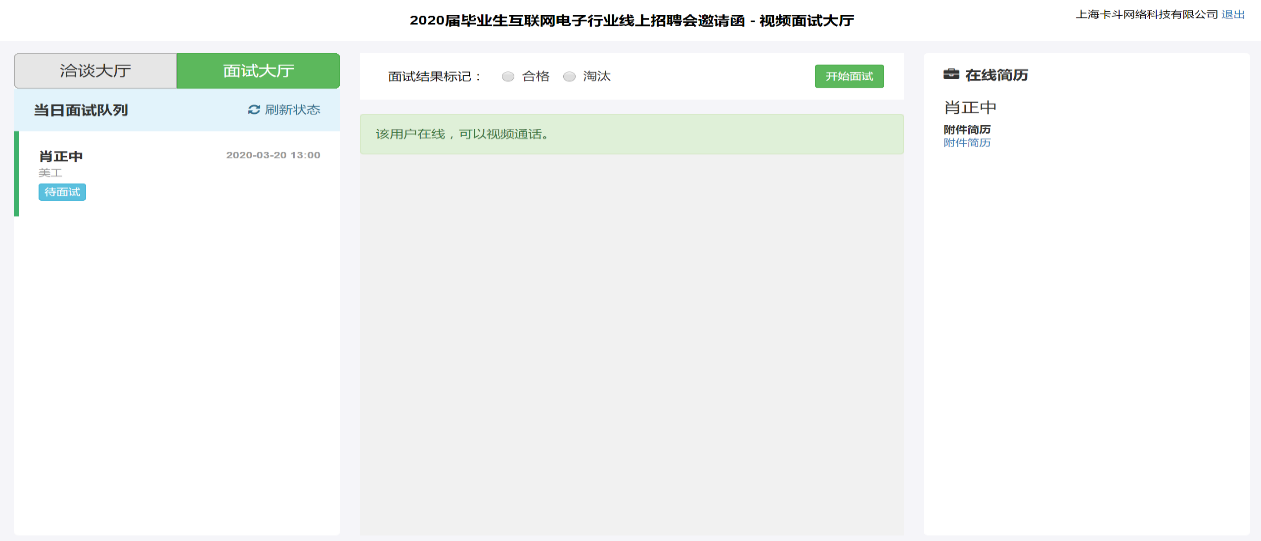 2020届毕业生互联网电子行业线上招聘会邀请函 - 视频面试大厅
上海卡斗网络科技有限公司 退出
洽谈大厅 面试大厅
当日面试队列 刷新状态
肖正中 2020-03-20 13:00
美工
待面试
面试结果标记： 合格 淘汰 开始面试
该用户在线，可以视频通话。
在线简历
肖正中
附件简历
附件简历